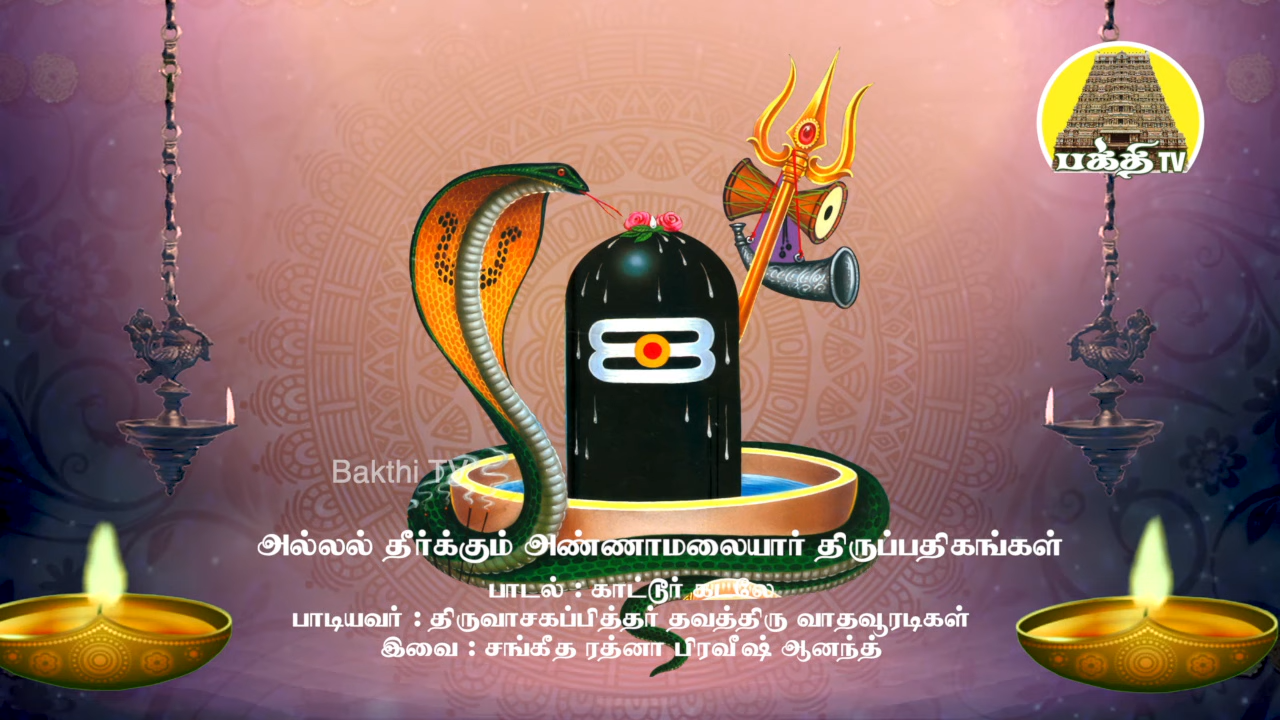 பக்தி TV
Bakthi TV
அல்லல் தீர்க்கும் அண்ணாமலையார் திருப்பதிகங்கள்
பாடல் : காட்டூர்
பாடியவர் : திருவாசகப்பித்தர் தவத்திரு வாதவூரடிகள்
இவை : சங்கீத ரத்னா பிரவீஷ் ஆனந்த்